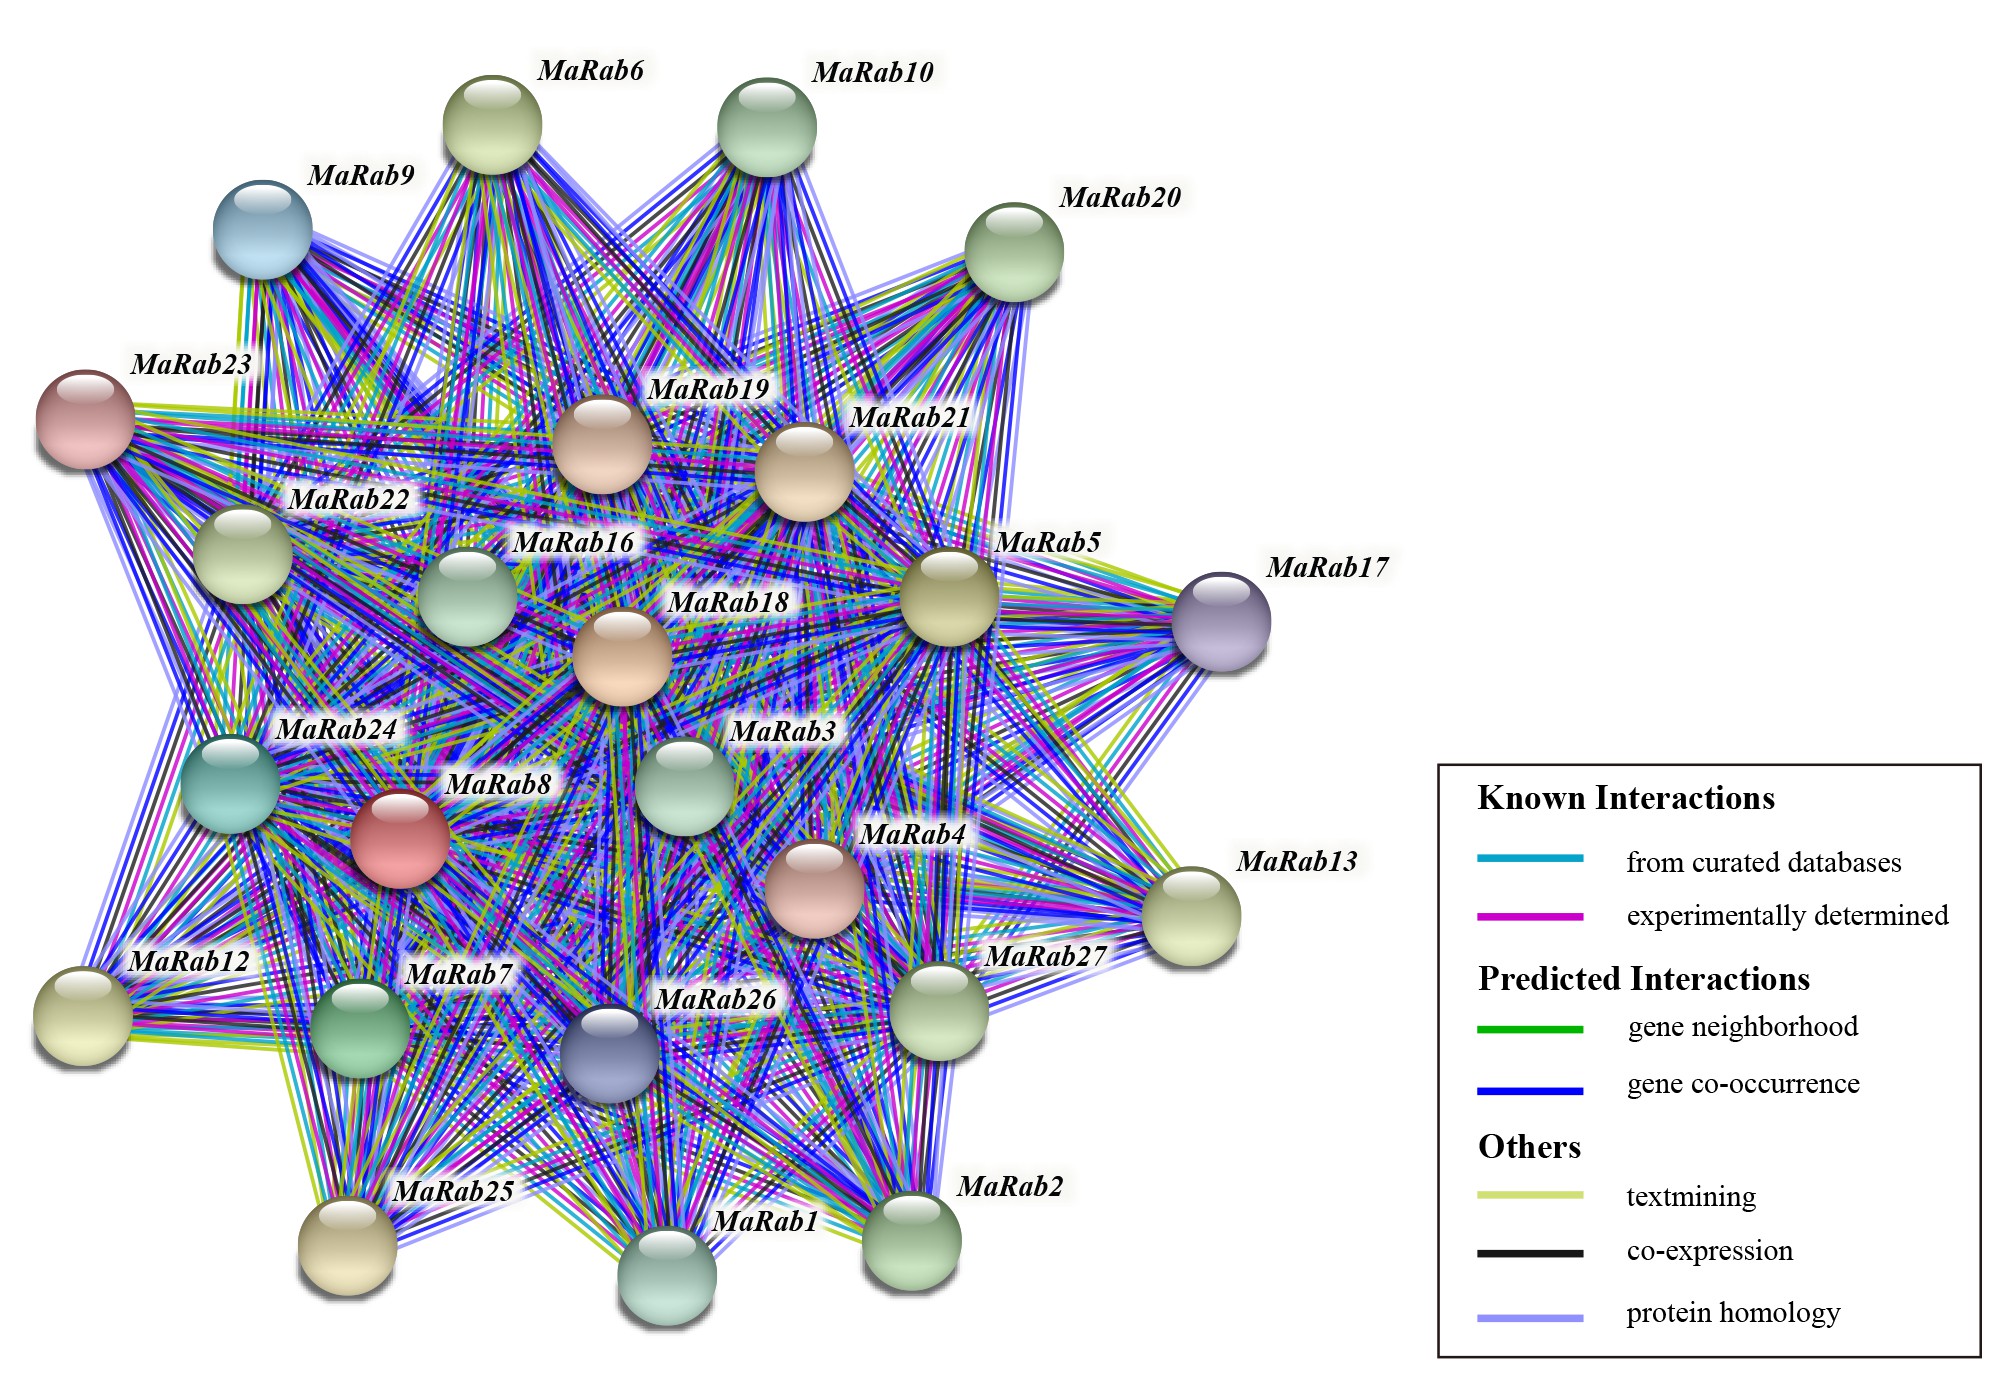 MaRab6
MaRab10
MaRab9
MaRab20
MaRab23
MaRab19
MaRab21
MaRab22
MaRab16
MaRab5
MaRab17
MaRab18
MaRab24
MaRab3
MaRab8
MaRab4
MaRab13
MaRab12
MaRab7
MaRab27
MaRab26
MaRab25
MaRab1
MaRab2
Known Interactions
from curated databases
experimentally determined
Predicted Interactions
gene neighborhood
gene co-occurrence
Others
textmining
co-expression
protein homology